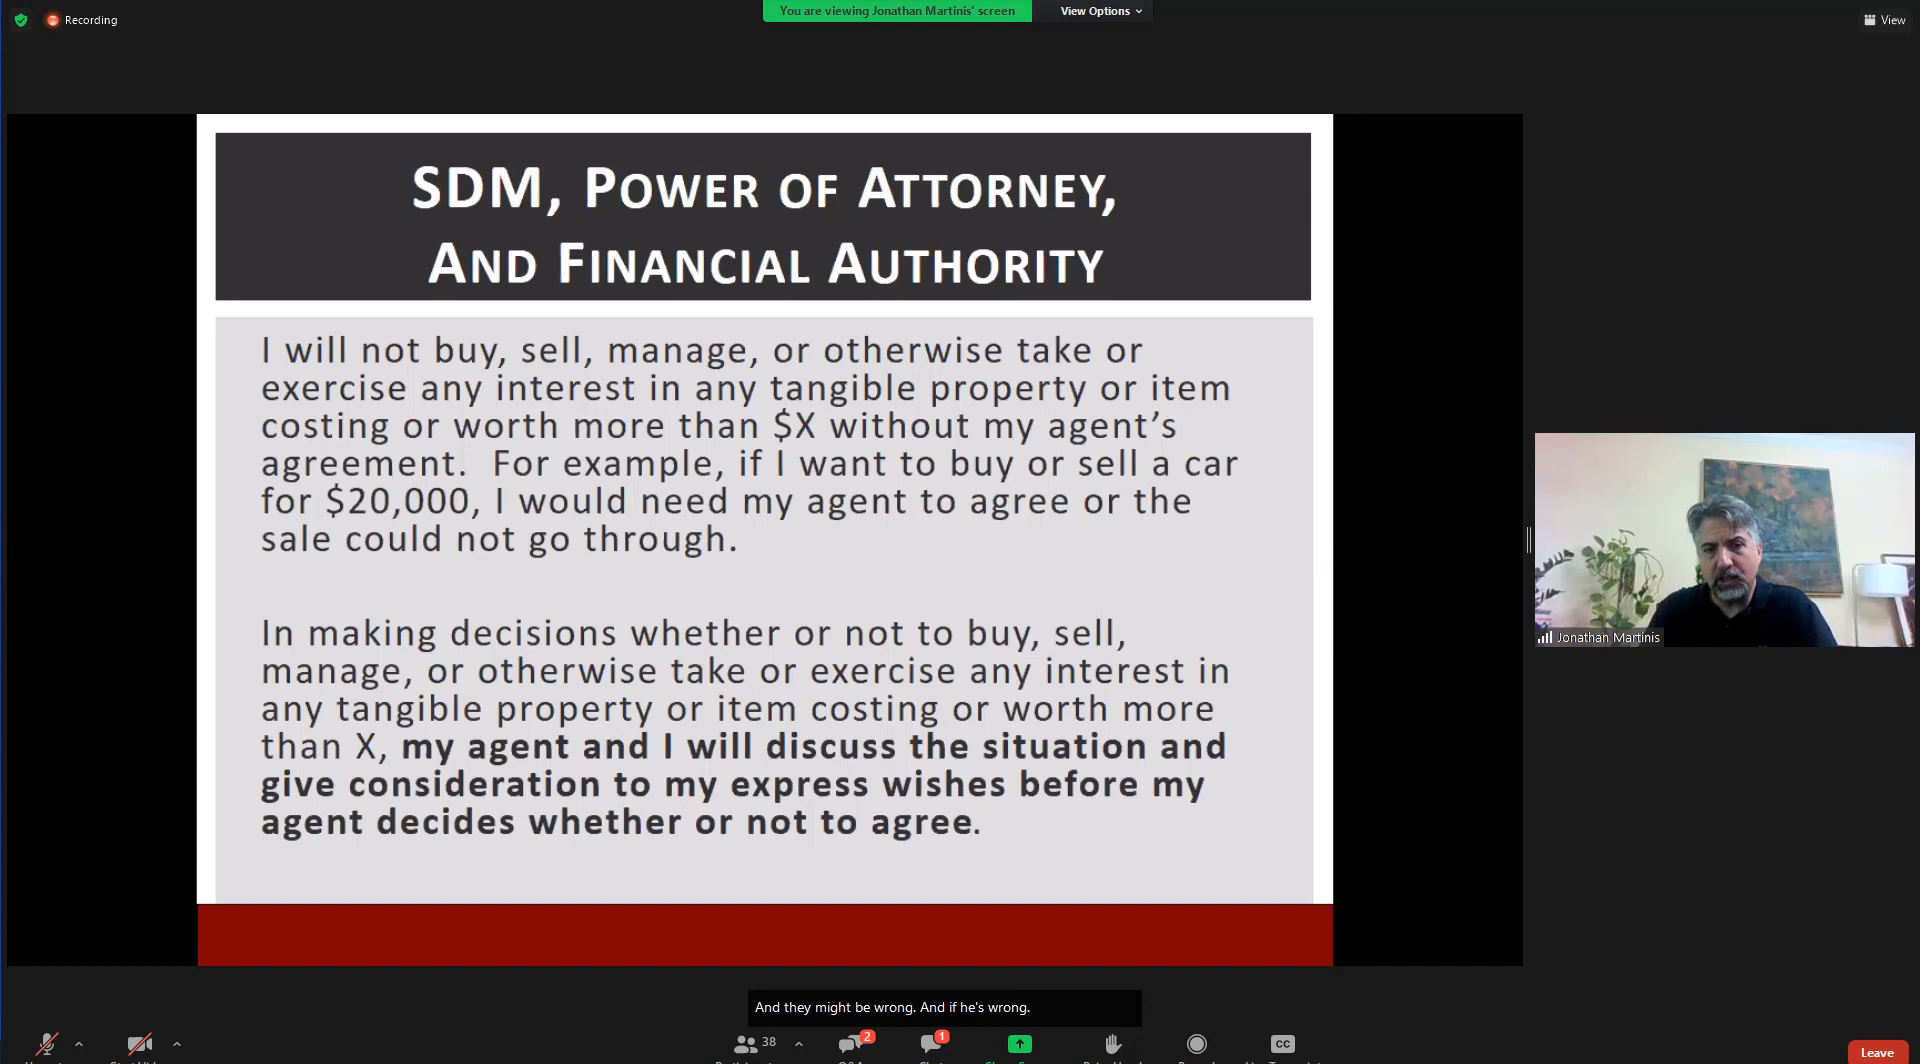 Recording
You are viewing Jonathan Martinis' screen
View Options
View
SDM, POWER OF ATTORNEY,
AND FINANCIAL AUTHORITY
I will not buy, sell, manage, or otherwise take or
exercise any interest in any tangible property or item
costing or worth more than $X without my agent’s
agreement.  For example, if I want to buy or sell a car
for $20,000, I would need my agent to agree or the
sale could not go through.
In making decisions whether or not to buy, sell,
manage, or otherwise take or exercise any interest in
any tangible property or item costing or worth more
than X, my agent and I will discuss the situation and
give consideration to my express wishes before my
agent decides whether or not to agree.
Jonathan Martinis
And they might be wrong. And if he's wrong.
38
2
1
CC
Leave